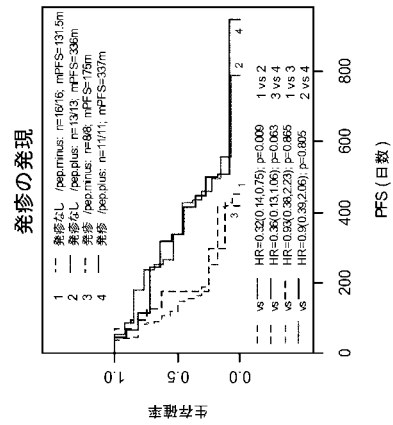 発疹の発現
1 発疹なし /pep.minus: n=16/16; mPFS=131.5m
2 発疹なし /pep.plus: n=13/13; mPFS=336m
3 発疹 /pep.minus: n=8/8; mPFS=175m
4 発疹 /pep.plus: n=11/11; mPFS=337m
生存確率
1.0
0.5
0.0
4
2
3
1
vs HR=0.32(0.14,0.75); p=0.009 1 vs 2
vs HR=0.36(0.13,1.06); p=0.063 3 vs 4
vs HR=0.93(0.38,2.23); p=0.865 1 vs 3
vs HR=0.9(0.39,2.06); p=0.805 2 vs 4
0
200
400
600
800
PFS (日数)